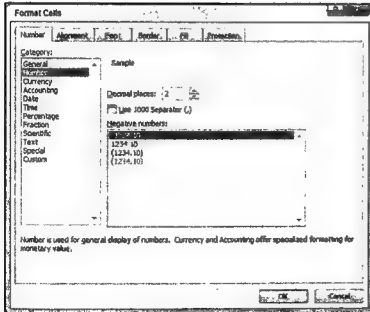 Format Cells
Number Alignment Font Border Fill Protection
Category:
General
Number
Currency
Accounting
Date
Time
Percentage
Fraction
Scientific
Text
Special
Custom
Sample
Decimal places: 2
Use 1000 Separator (,)
Negative numbers:
-1234.10
1234.10
(1234.10)
(1234.10)
Number is used for general display of numbers. Currency and Accounting offer specialized formatting for
monetary value.
OK Cancel